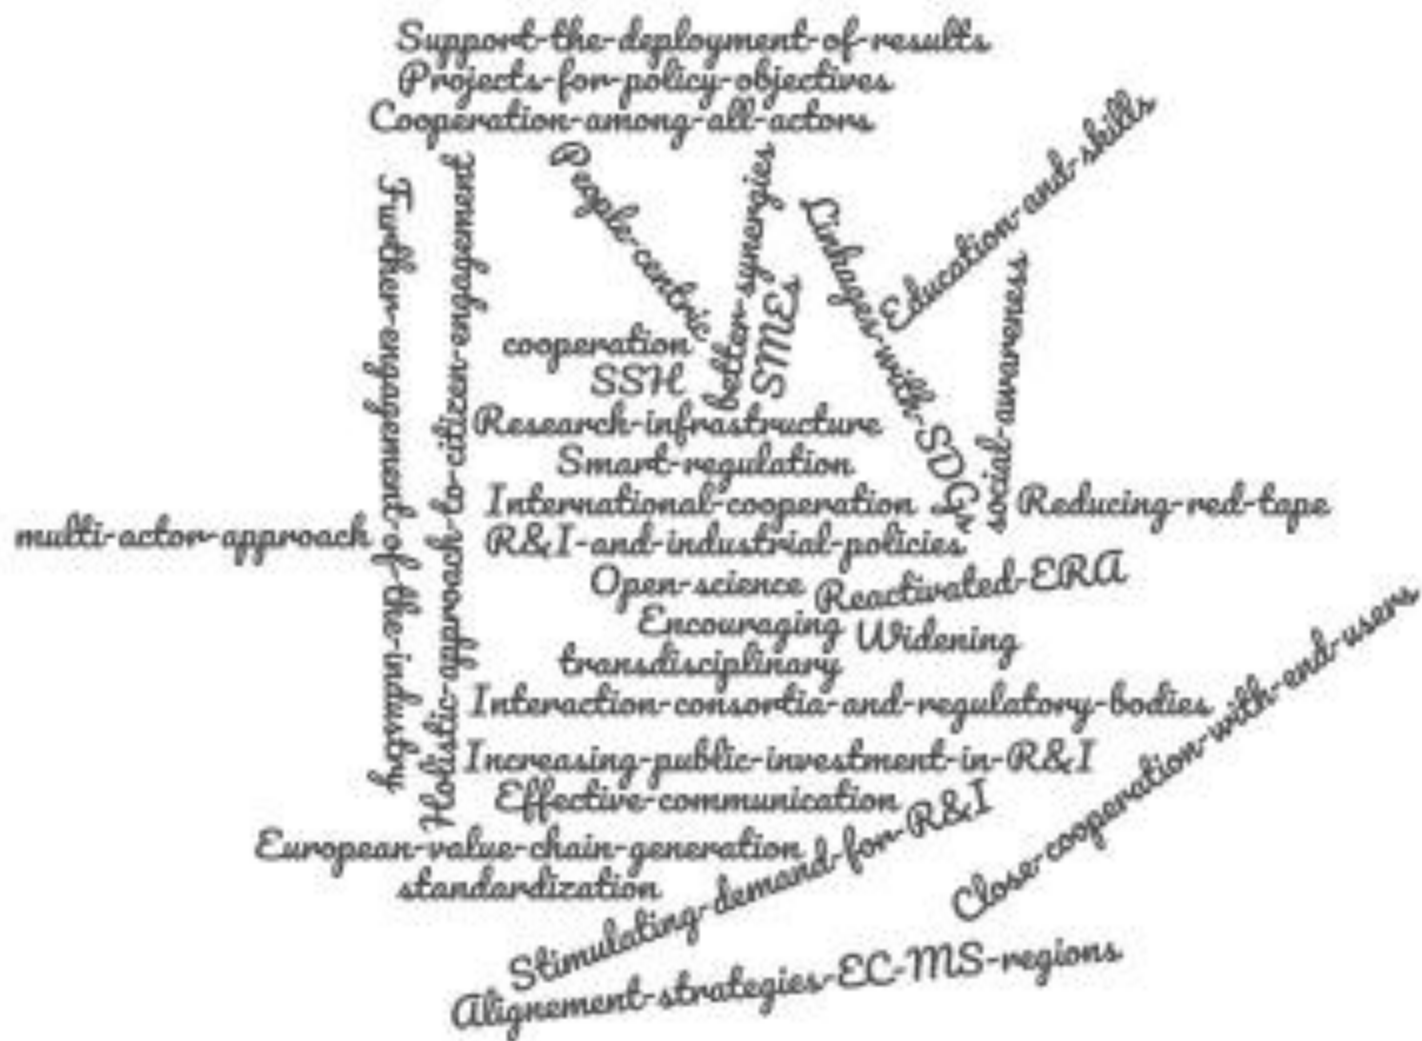 Support-the-deployment-of-results
Projects-for-policy-objectives
Cooperation-among-all-actors
Further-engagement-of-the-industry
Holistic-approach-to-citizen-engagement
People-centric
better-synergies
SMEs
Linkages-with-SDGs
Education-and-skills
social-awareness
cooperation
SSH
Research-infrastructure
Smart-regulation
International-cooperation
Reducing-red-tape
multi-actor-approach
R&I-and-industrial-policies
Open-science
Reactivated-ERA
Encouraging
Widening
transdisciplinary
Interaction-consortia-and-regulatory-bodies
Increasing-public-investment-in-R&I
Effective-communication
European-value-chain-generation
standardization
Stimulating-demand-for-R&I
Close-cooperation-with-end-users
Alignement-strategies-EC-MS-regions